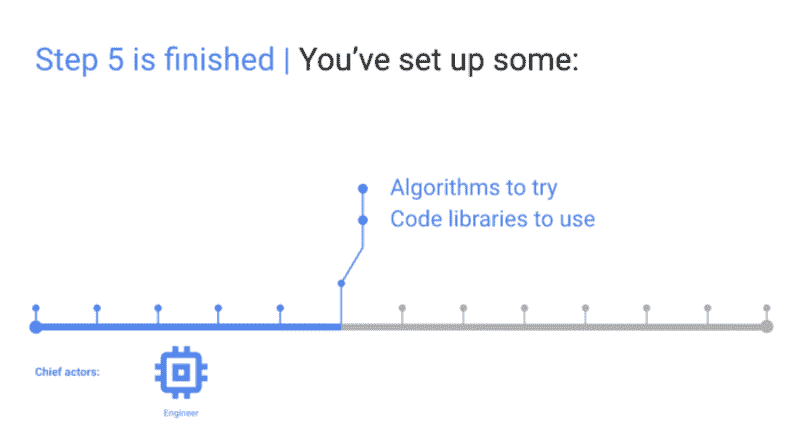 Step 5 is finished | You’ve set up some:
Algorithms to try
Code libraries to use
Chief actors:
Engineer